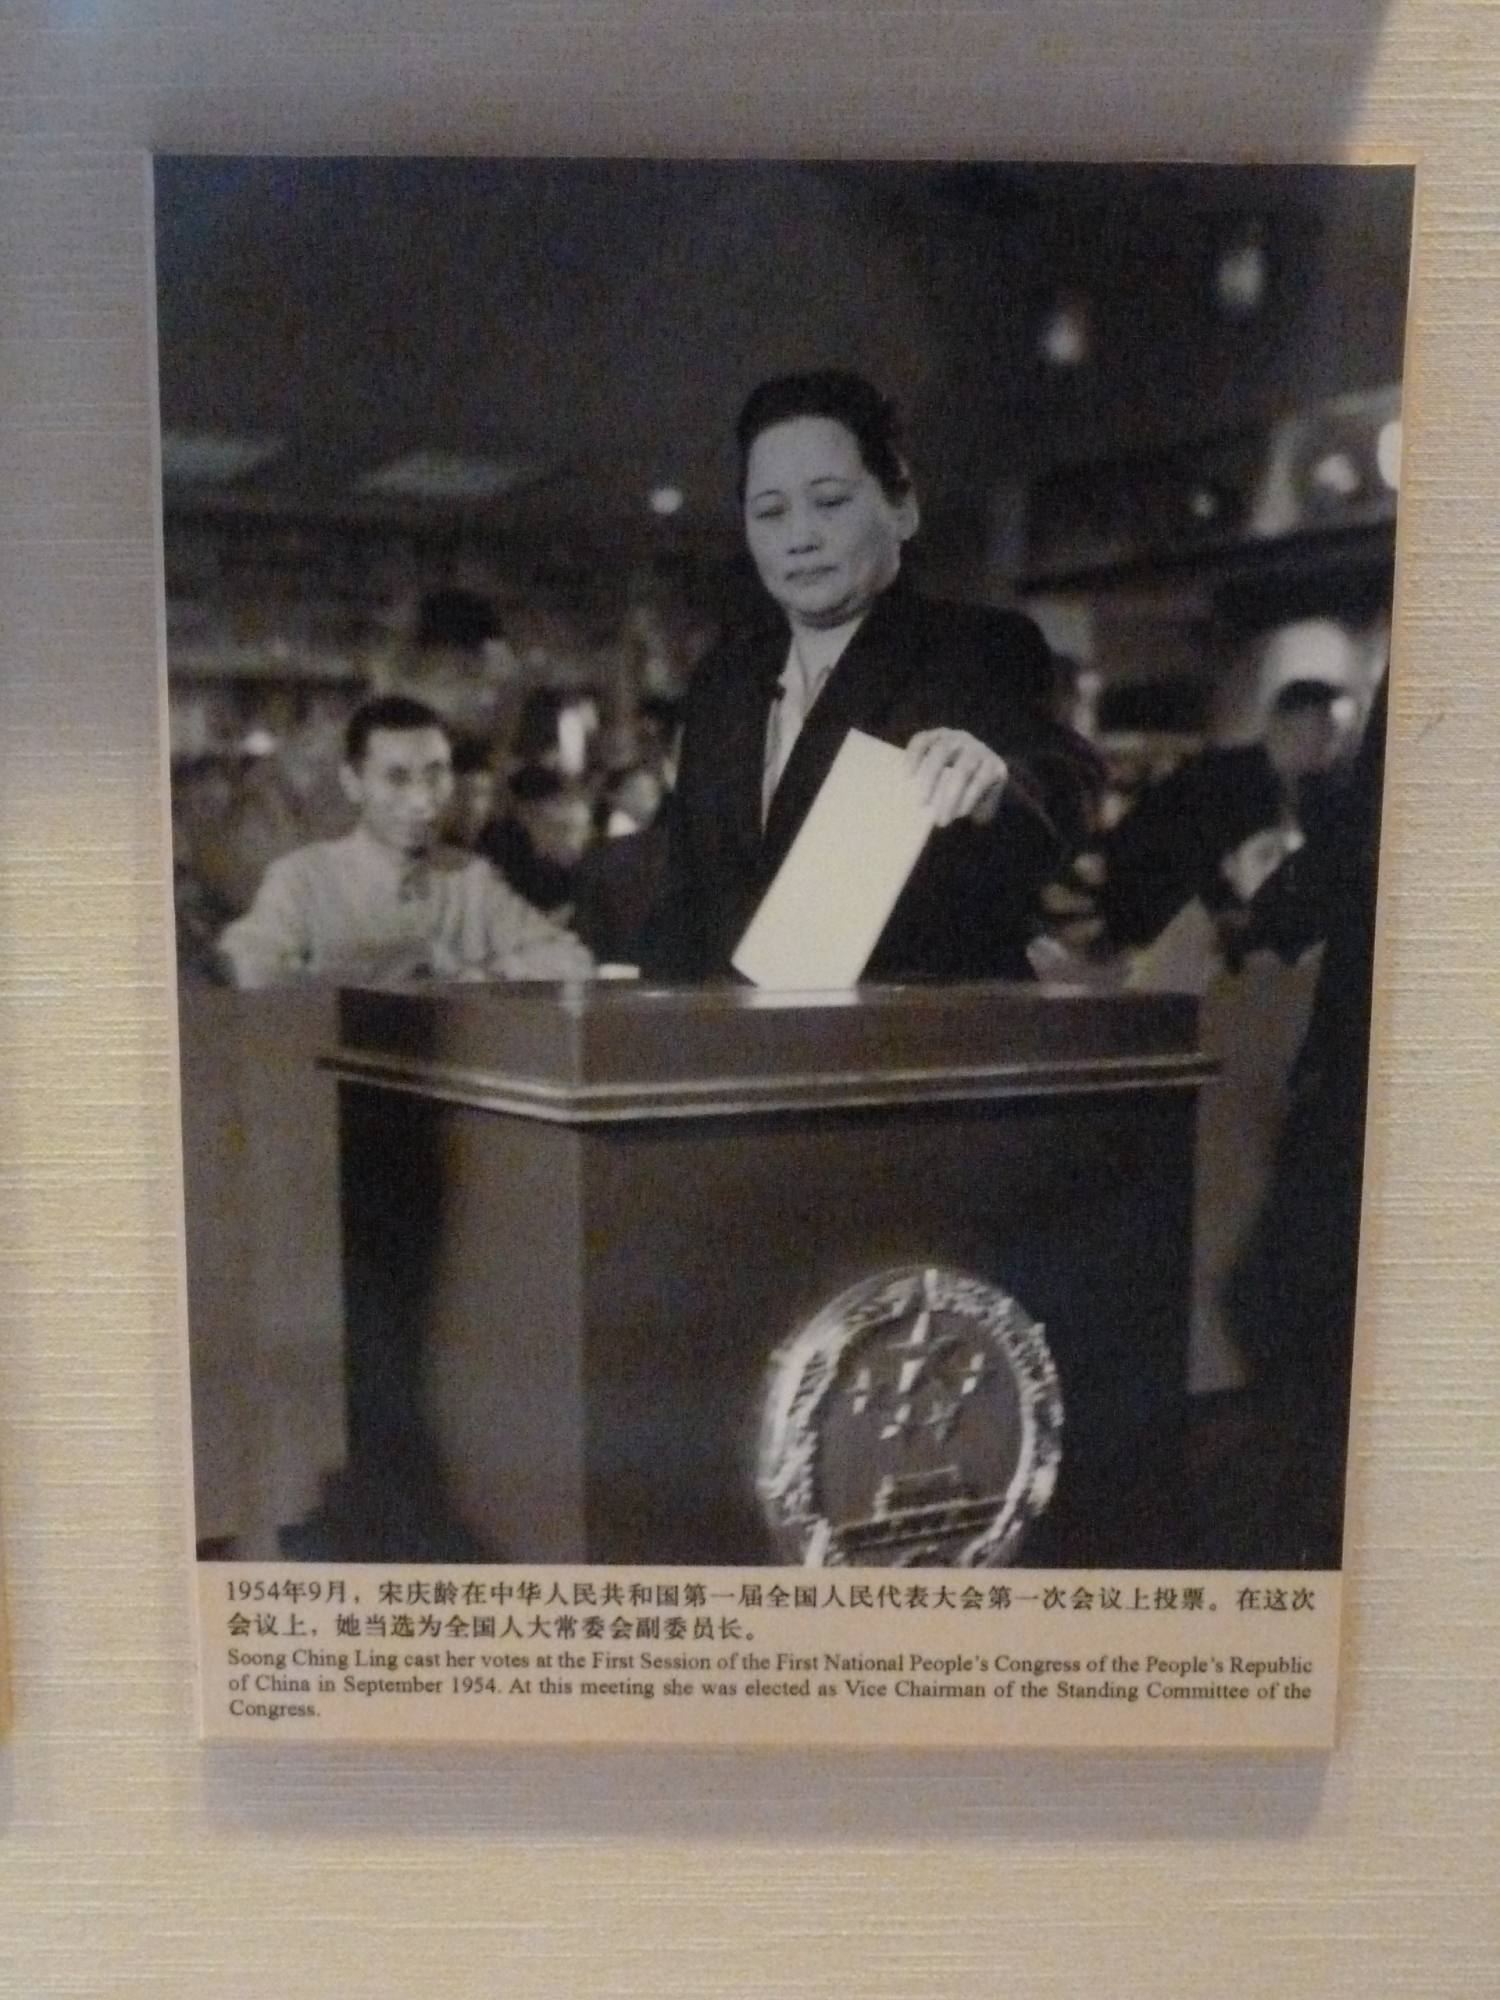 1954年9月，宋庆龄在中华人民共和国第一届全国人民代表大会第一次会议上投票。在这次
会议上，她当选为全国人大常委会副委员长。
Soong Ching Ling cast her votes at the First Session of the First National People's Congress of the People's Republic
of China in September 1954. At this meeting she was elected as Vice Chairman of the Standing Committee of the
Congress.